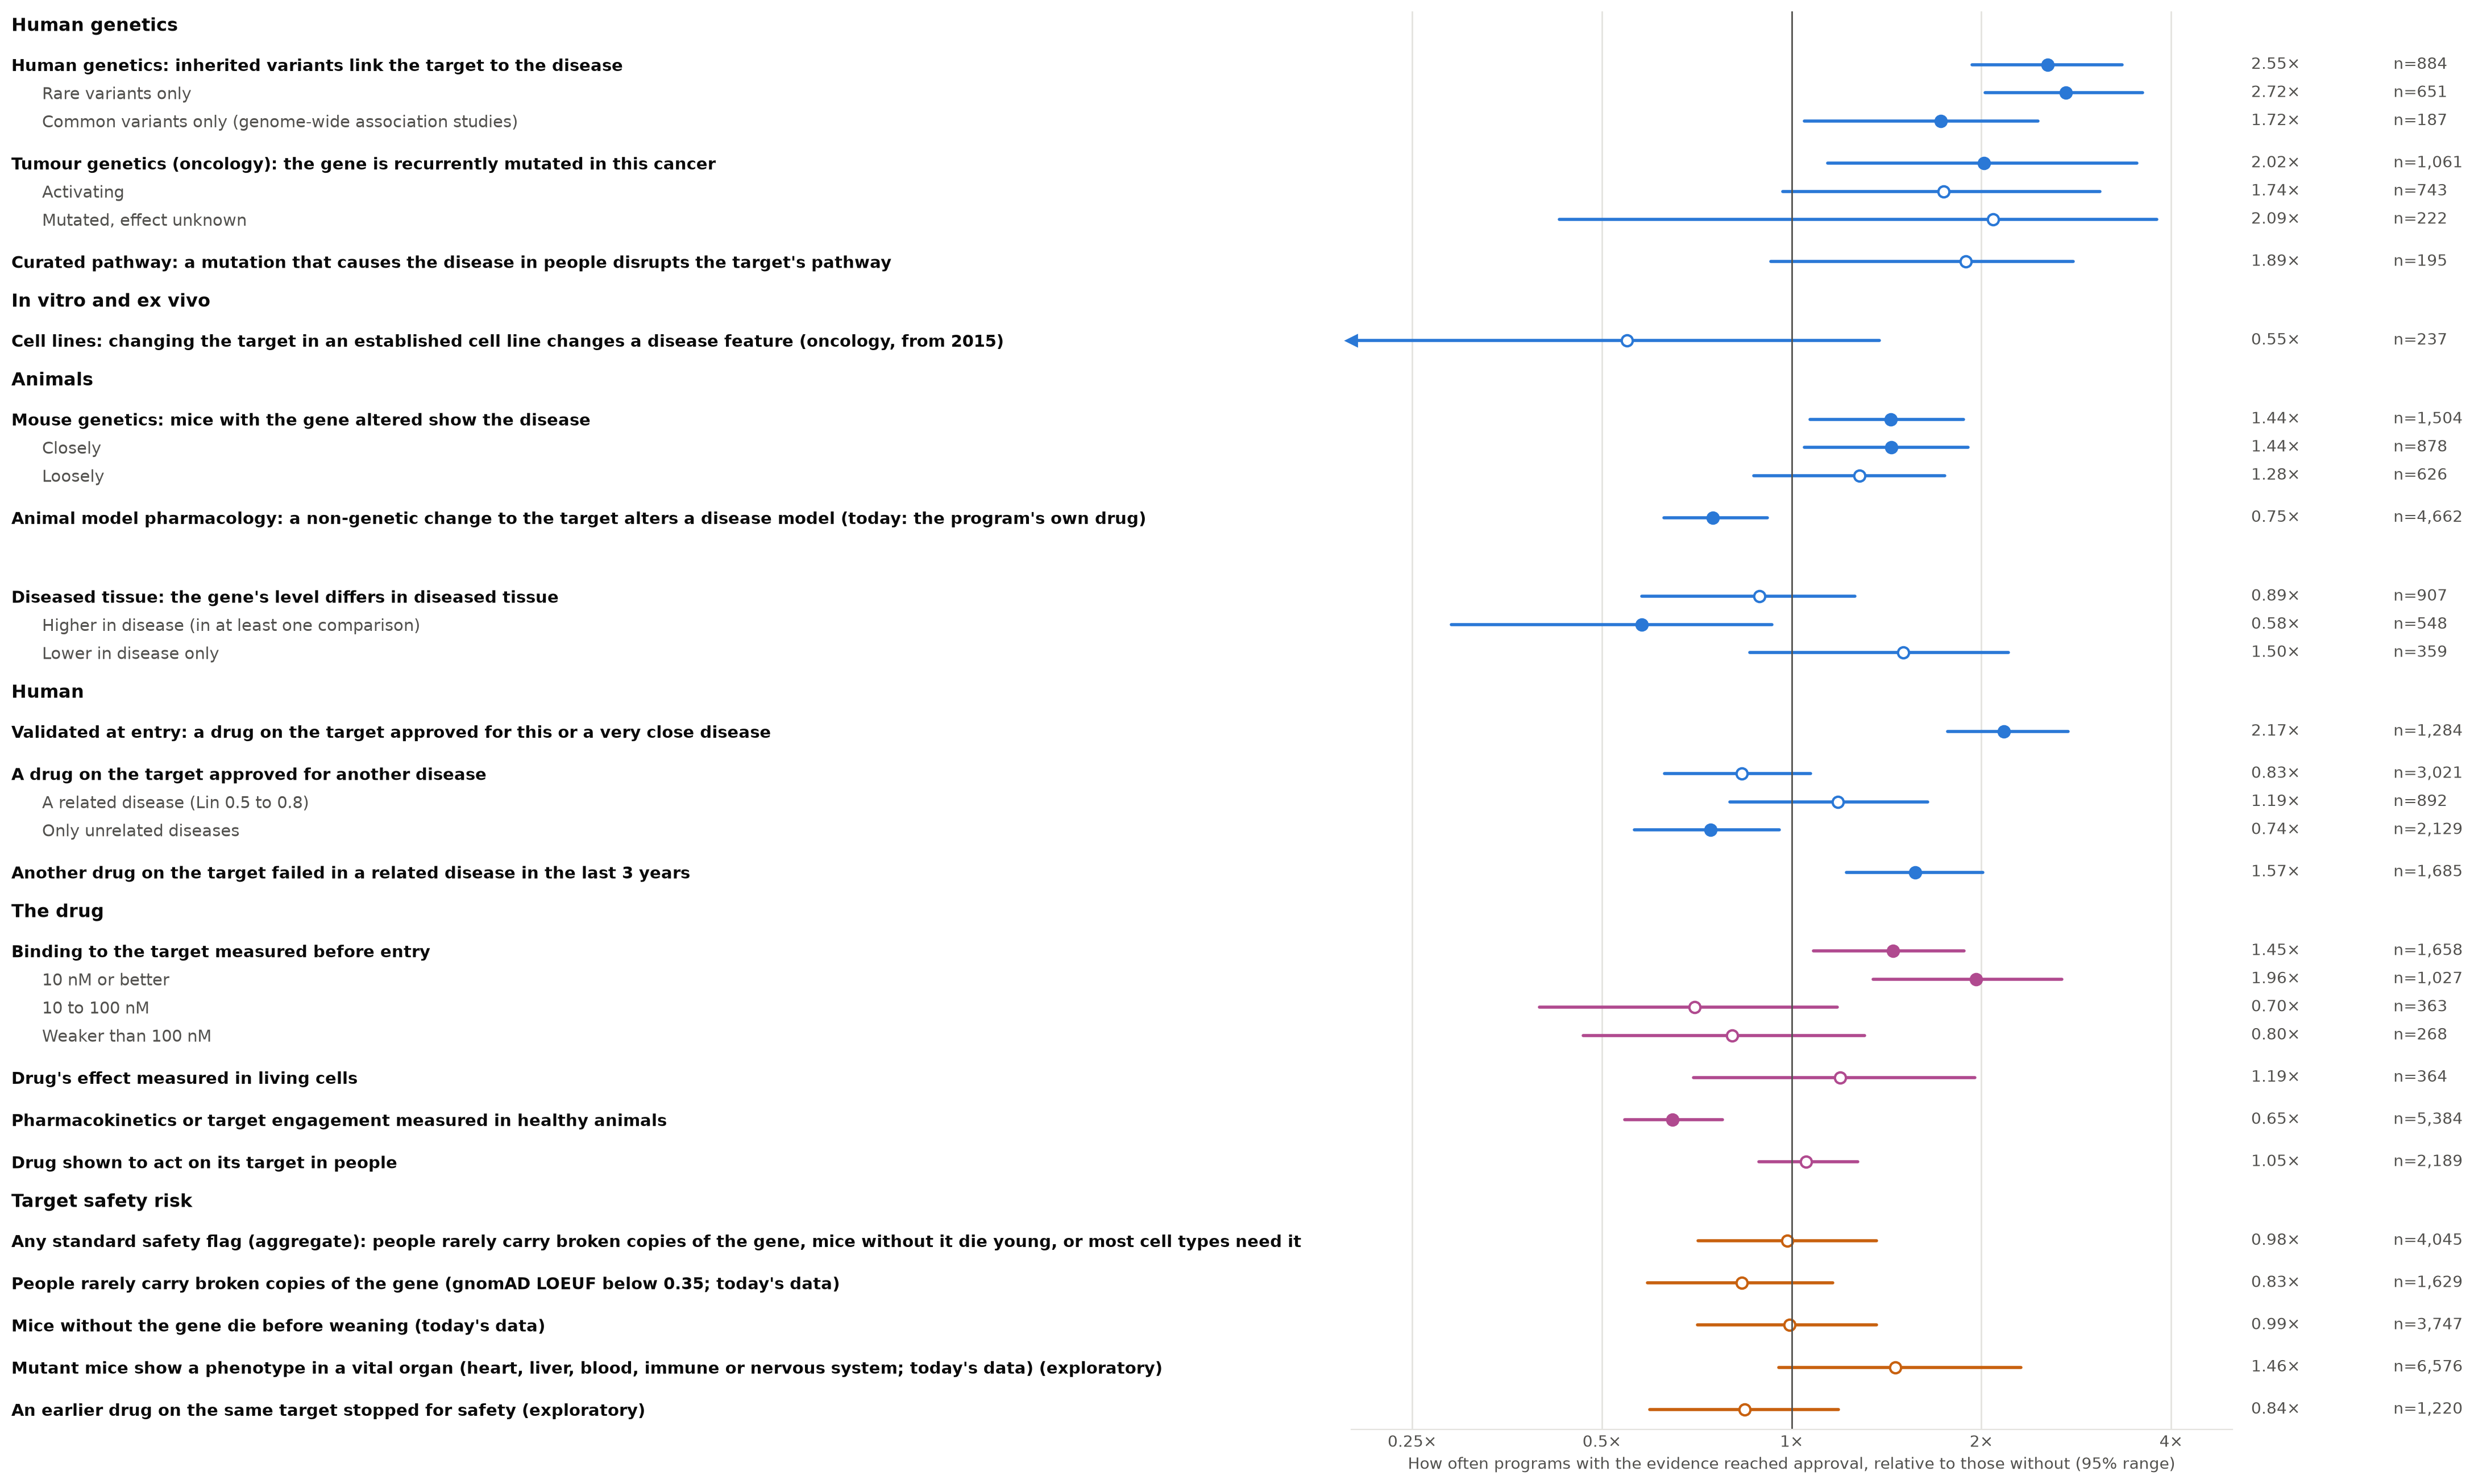 Human genetics
Human genetics: inherited variants link the target to the disease 2.55× n=884
Rare variants only 2.72× n=651
Common variants only (genome-wide association studies) 1.72× n=187
Tumour genetics (oncology): the gene is recurrently mutated in this cancer 2.02× n=1,061
Activating 1.74× n=743
Mutated, effect unknown 2.09× n=222
Curated pathway: a mutation that causes the disease in people disrupts the target's pathway 1.89× n=195
In vitro and ex vivo
Cell lines: changing the target in an established cell line changes a disease feature (oncology, from 2015) 0.55× n=237
Animals
Mouse genetics: mice with the gene altered show the disease 1.44× n=1,504
Closely 1.44× n=878
Loosely 1.28× n=626
Animal model pharmacology: a non-genetic change to the target alters a disease model (today: the program's own drug) 0.75× n=4,662
Diseased tissue: the gene's level differs in diseased tissue 0.89× n=907
Higher in disease (in at least one comparison) 0.58× n=548
Lower in disease only 1.50× n=359
Human
Validated at entry: a drug on the target approved for this or a very close disease 2.17× n=1,284
A drug on the target approved for another disease 0.83× n=3,021
A related disease (Lin 0.5 to 0.8) 1.19× n=892
Only unrelated diseases 0.74× n=2,129
Another drug on the target failed in a related disease in the last 3 years 1.57× n=1,685
The drug
Binding to the target measured before entry 1.45× n=1,658
10 nM or better 1.96× n=1,027
10 to 100 nM 0.70× n=363
Weaker than 100 nM 0.80× n=268
Drug's effect measured in living cells 1.19× n=364
Pharmacokinetics or target engagement measured in healthy animals 0.65× n=5,384
Drug shown to act on its target in people 1.05× n=2,189
Target safety risk
Any standard safety flag (aggregate): people rarely carry broken copies of the gene, mice without it die young, or most cell types need it 0.98× n=4,045
People rarely carry broken copies of the gene (gnomAD LOEUF below 0.35; today's data) 0.83× n=1,629
Mice without the gene die before weaning (today's data) 0.99× n=3,747
Mutant mice show a phenotype in a vital organ (heart, liver, blood, immune or nervous system; today's data) (exploratory) 1.46× n=6,576
An earlier drug on the same target stopped for safety (exploratory) 0.84× n=1,220
0.25× 0.5× 1× 2× 4×
How often programs with the evidence reached approval, relative to those without (95% range)